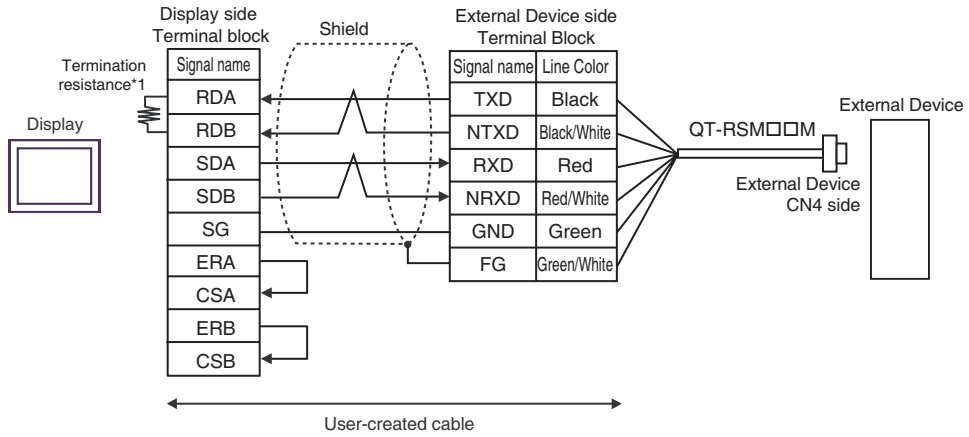 Display side
Terminal block
Shield
External Device side
Terminal Block
Termination
resistance*1
Signal name
Signal name Line Color
RDA
TXD Black
External Device
Display
RDB
NTXD Black/White
QT-RSM□□M
SDA
RXD Red
SDB
NRXD Red/White
External Device
CN4 side
SG
GND Green
ERA
FG Green/White
CSA
ERB
CSB
User-created cable